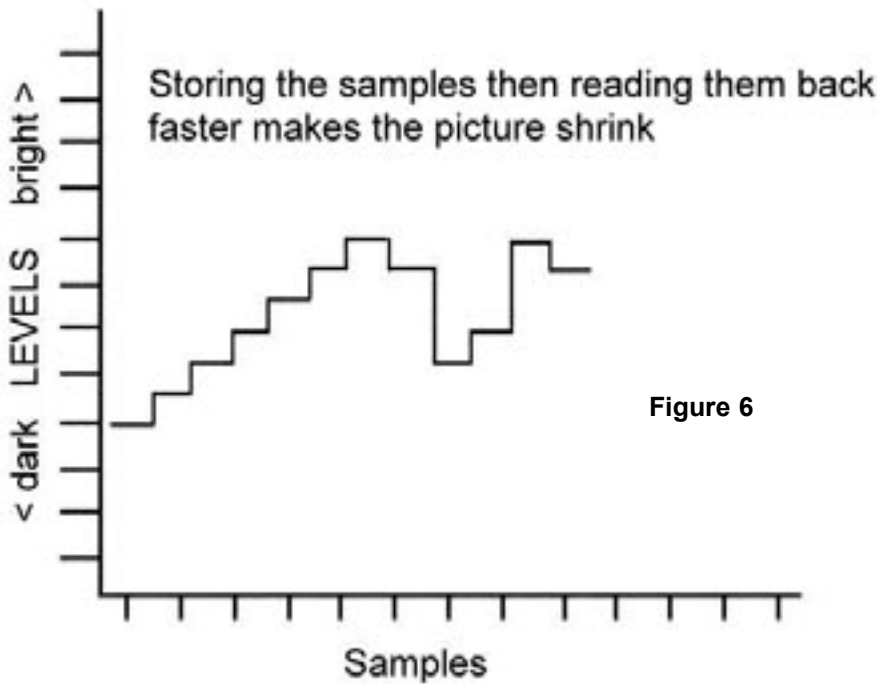 Storing the samples then reading them back
faster makes the picture shrink
< dark LEVELS bright >
Figure 6
Samples